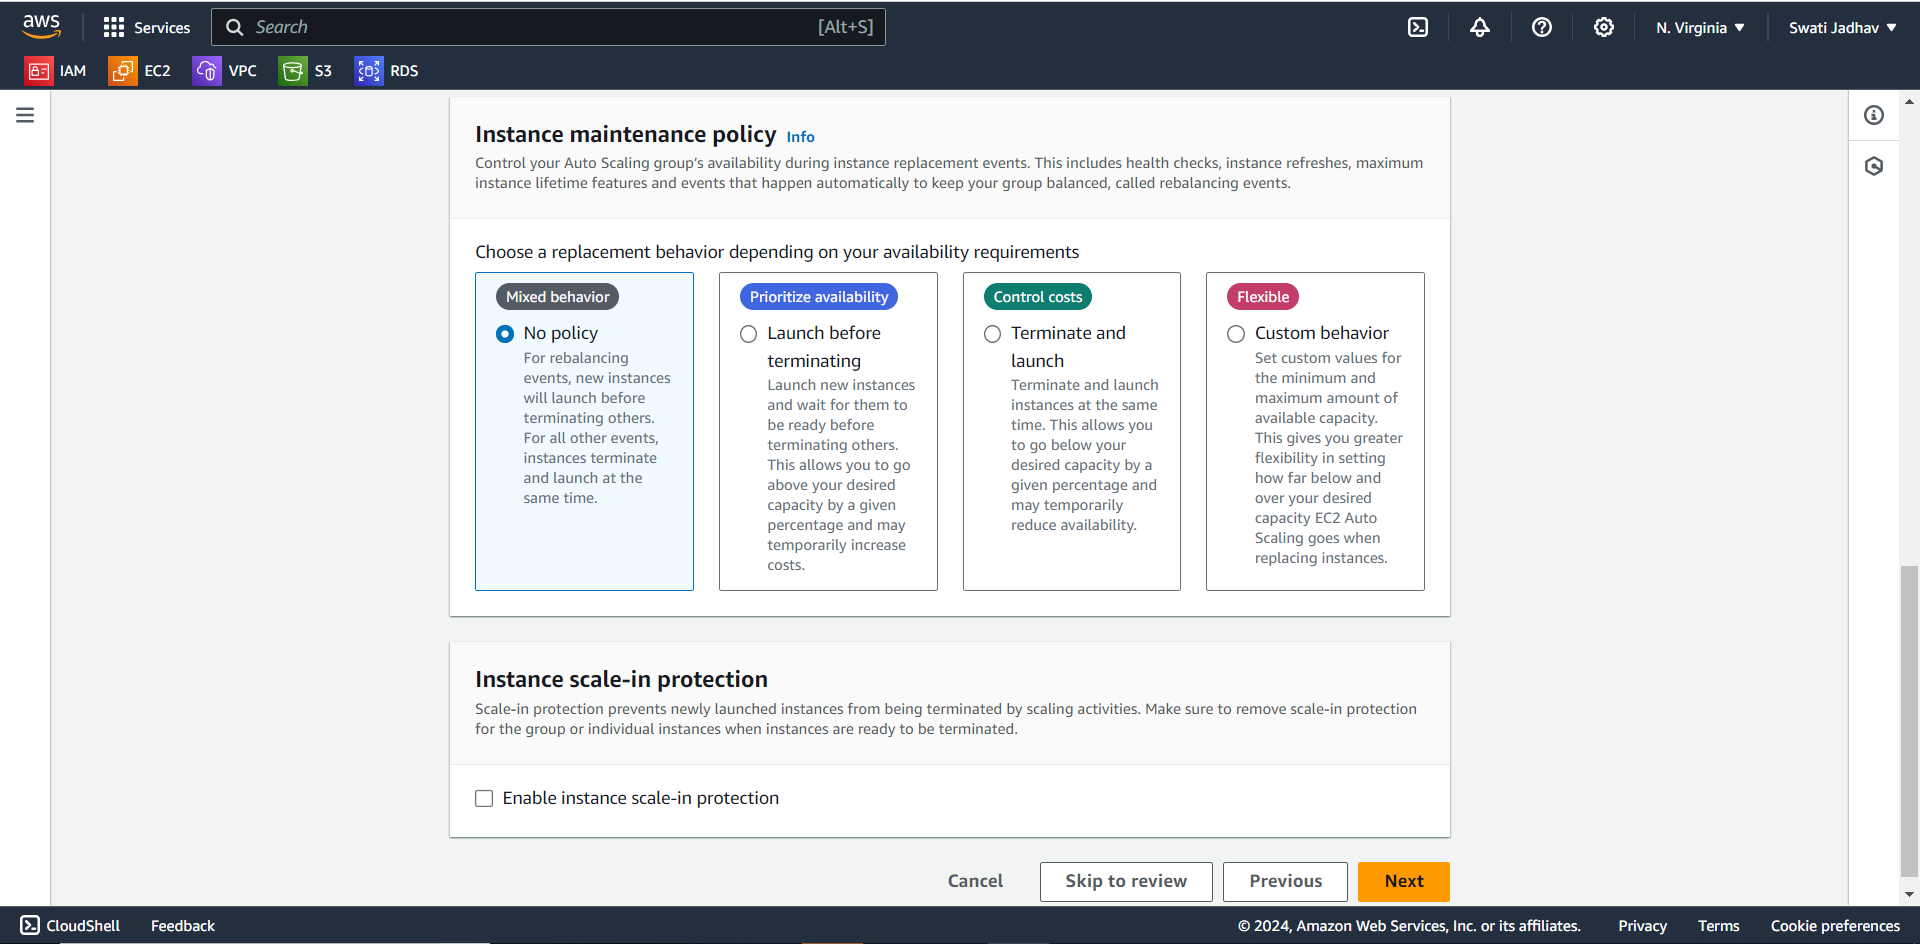 aws
Services
Search
[Alt+S]
N. Virginia
Swati Jadhav
IAM
EC2
VPC
S3
RDS
Instance maintenance policy Info
Control your Auto Scaling group's availability during instance replacement events. This includes health checks, instance refreshes, maximum
instance lifetime features and events that happen automatically to keep your group balanced, called rebalancing events.
Choose a replacement behavior depending on your availability requirements
Mixed behavior
No policy
For rebalancing
events, new instances
will launch before
terminating others.
For all other events,
instances terminate
and launch at the
same time.
Prioritize availability
Launch before
terminating
Launch new instances
and wait for them to
be ready before
terminating others.
This allows you to go
above your desired
capacity by a given
percentage and may
temporarily increase
costs.
Control costs
Terminate and
launch
Terminate and launch
instances at the same
time. This allows you
to go below your
desired capacity by a
given percentage and
may temporarily
reduce availability.
Flexible
Custom behavior
Set custom values for
the minimum and
maximum amount of
available capacity.
This gives you greater
flexibility in setting
how far below and
over your desired
capacity EC2 Auto
Scaling goes when
replacing instances.
Instance scale-in protection
Scale-in protection prevents newly launched instances from being terminated by scaling activities. Make sure to remove scale-in protection
for the group or individual instances when instances are ready to be terminated.
Enable instance scale-in protection
Cancel
Skip to review
Previous
Next
CloudShell
Feedback
© 2024, Amazon Web Services, Inc. or its affiliates.
Privacy
Terms
Cookie preferences